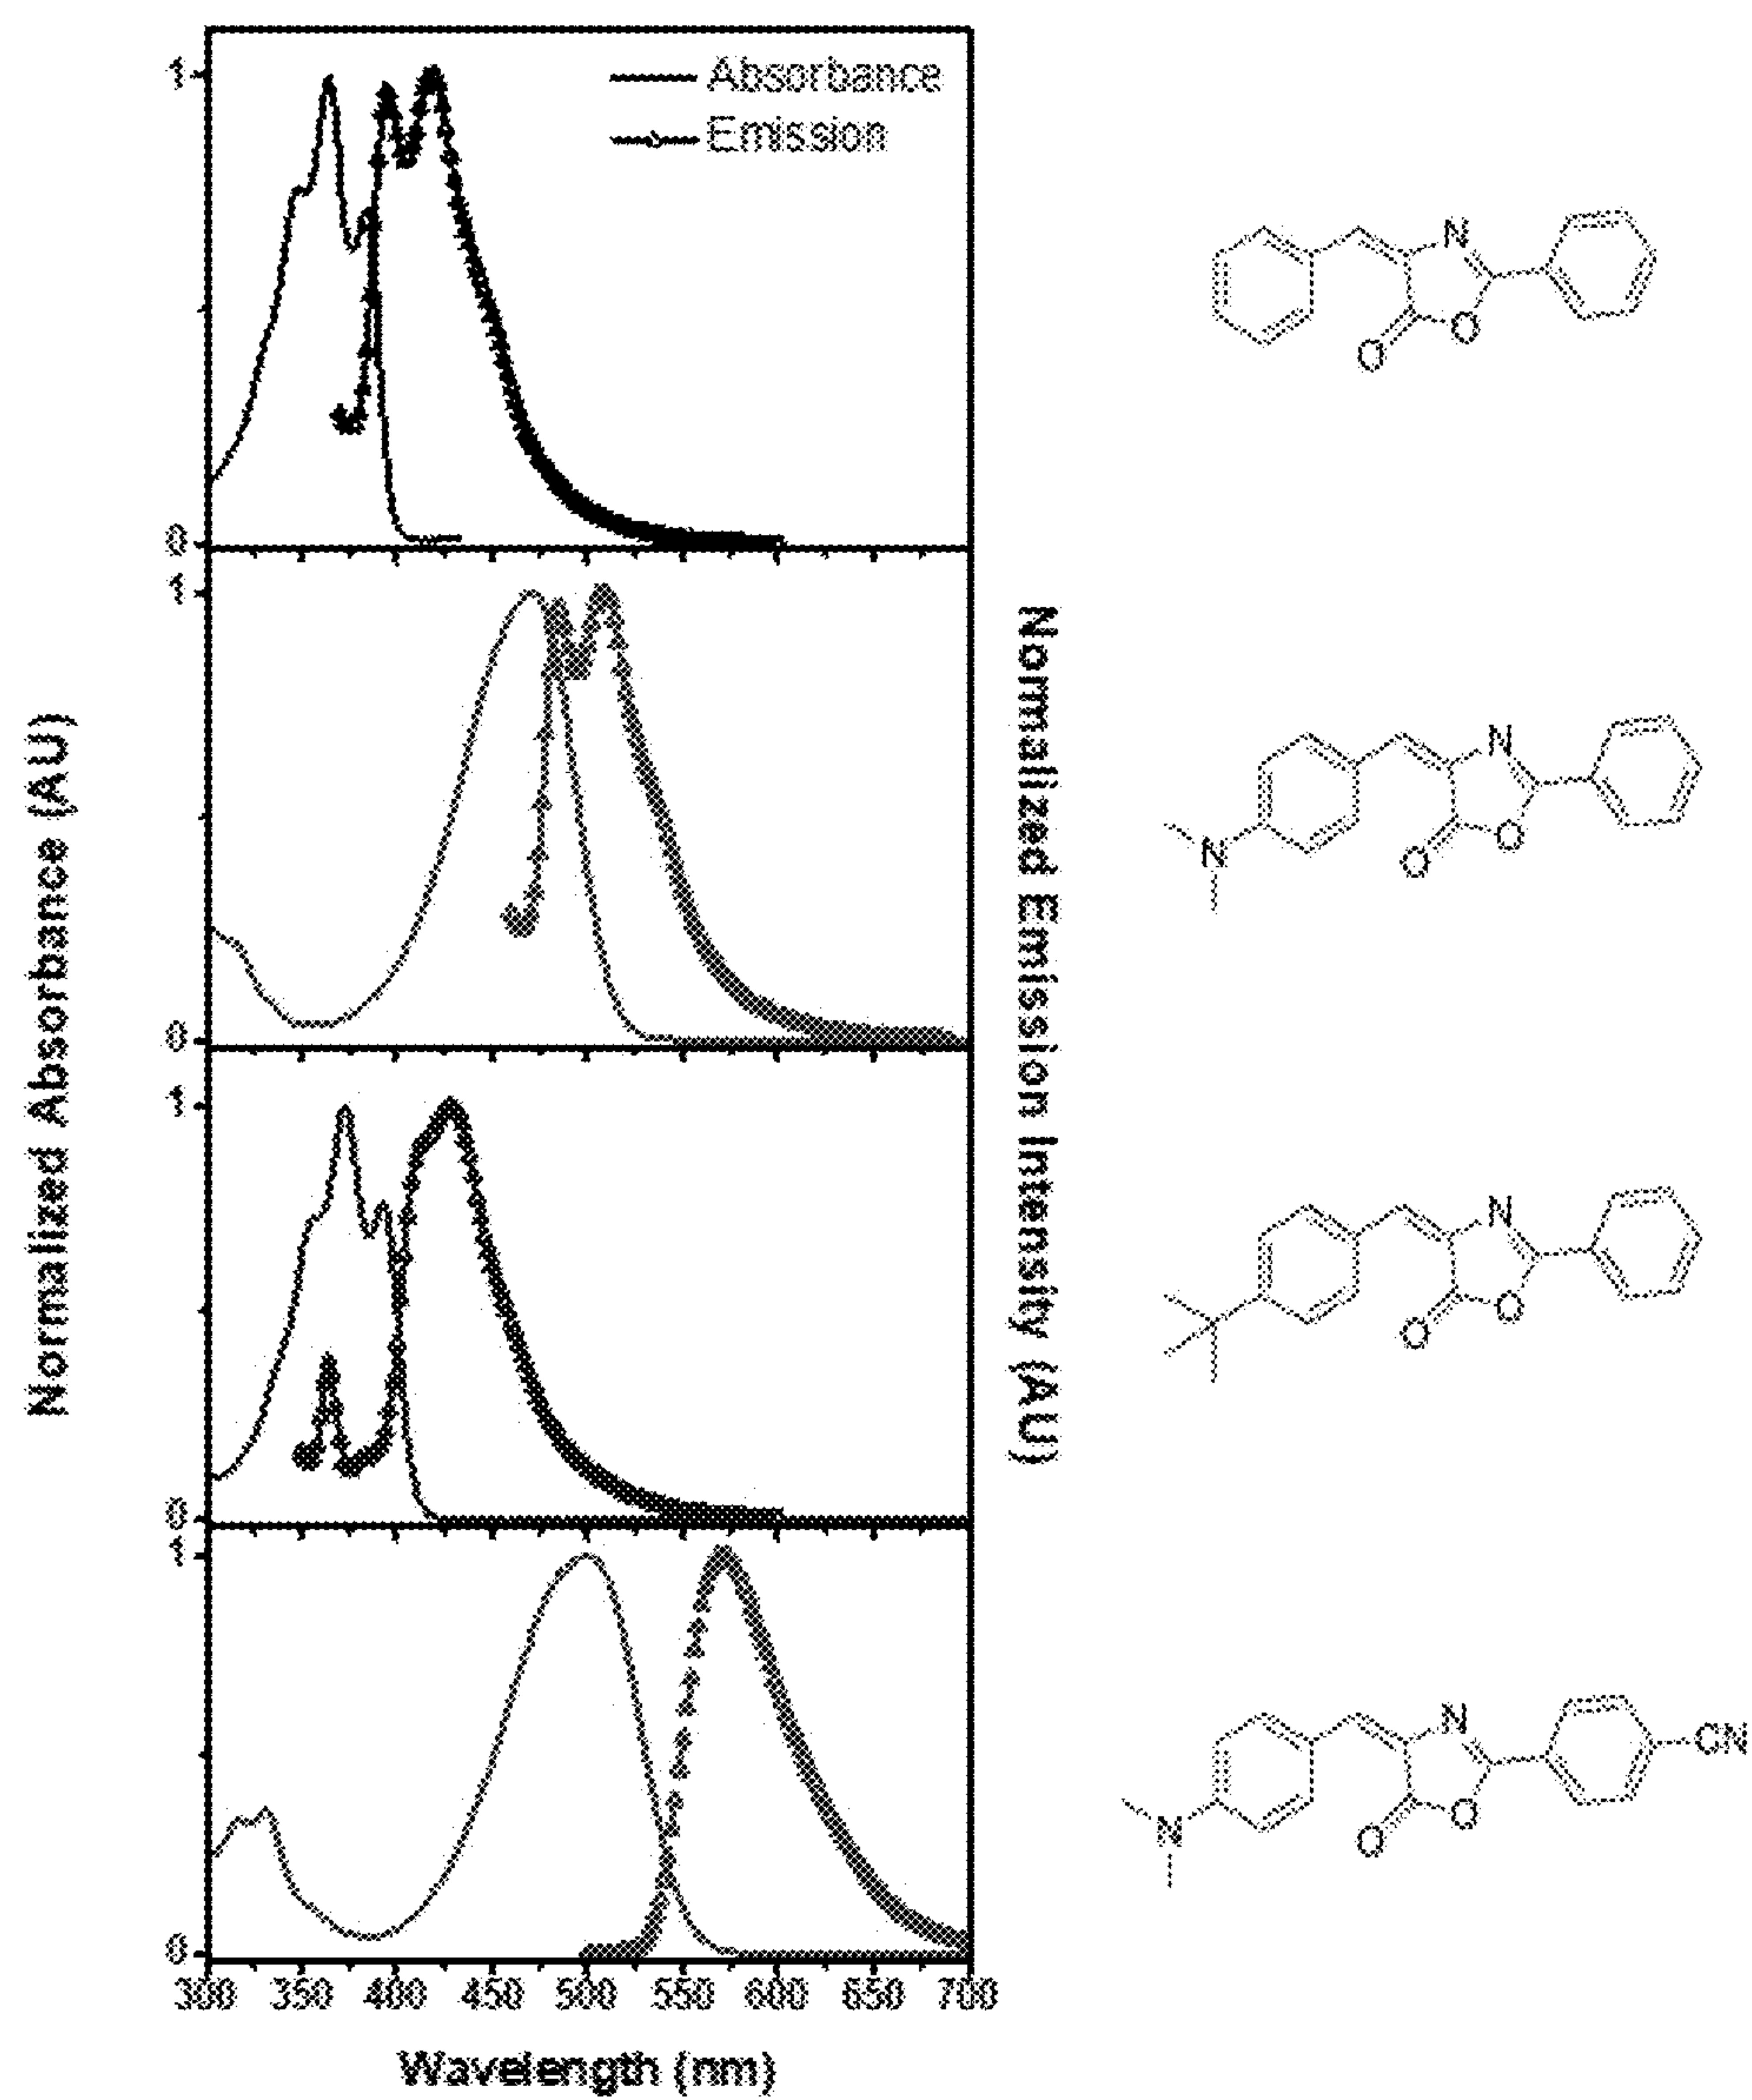 Normalized Absorbance (AU)
Normalized Emission Intensity (AU)
Absorbance
Emission
1
0
1
0
1
0
1
0
300 350 400 450 500 550 600 650 700
Wavelength (nm)
N
O
O
N
O
O
N
N
O
O
N
CN
O
O
N